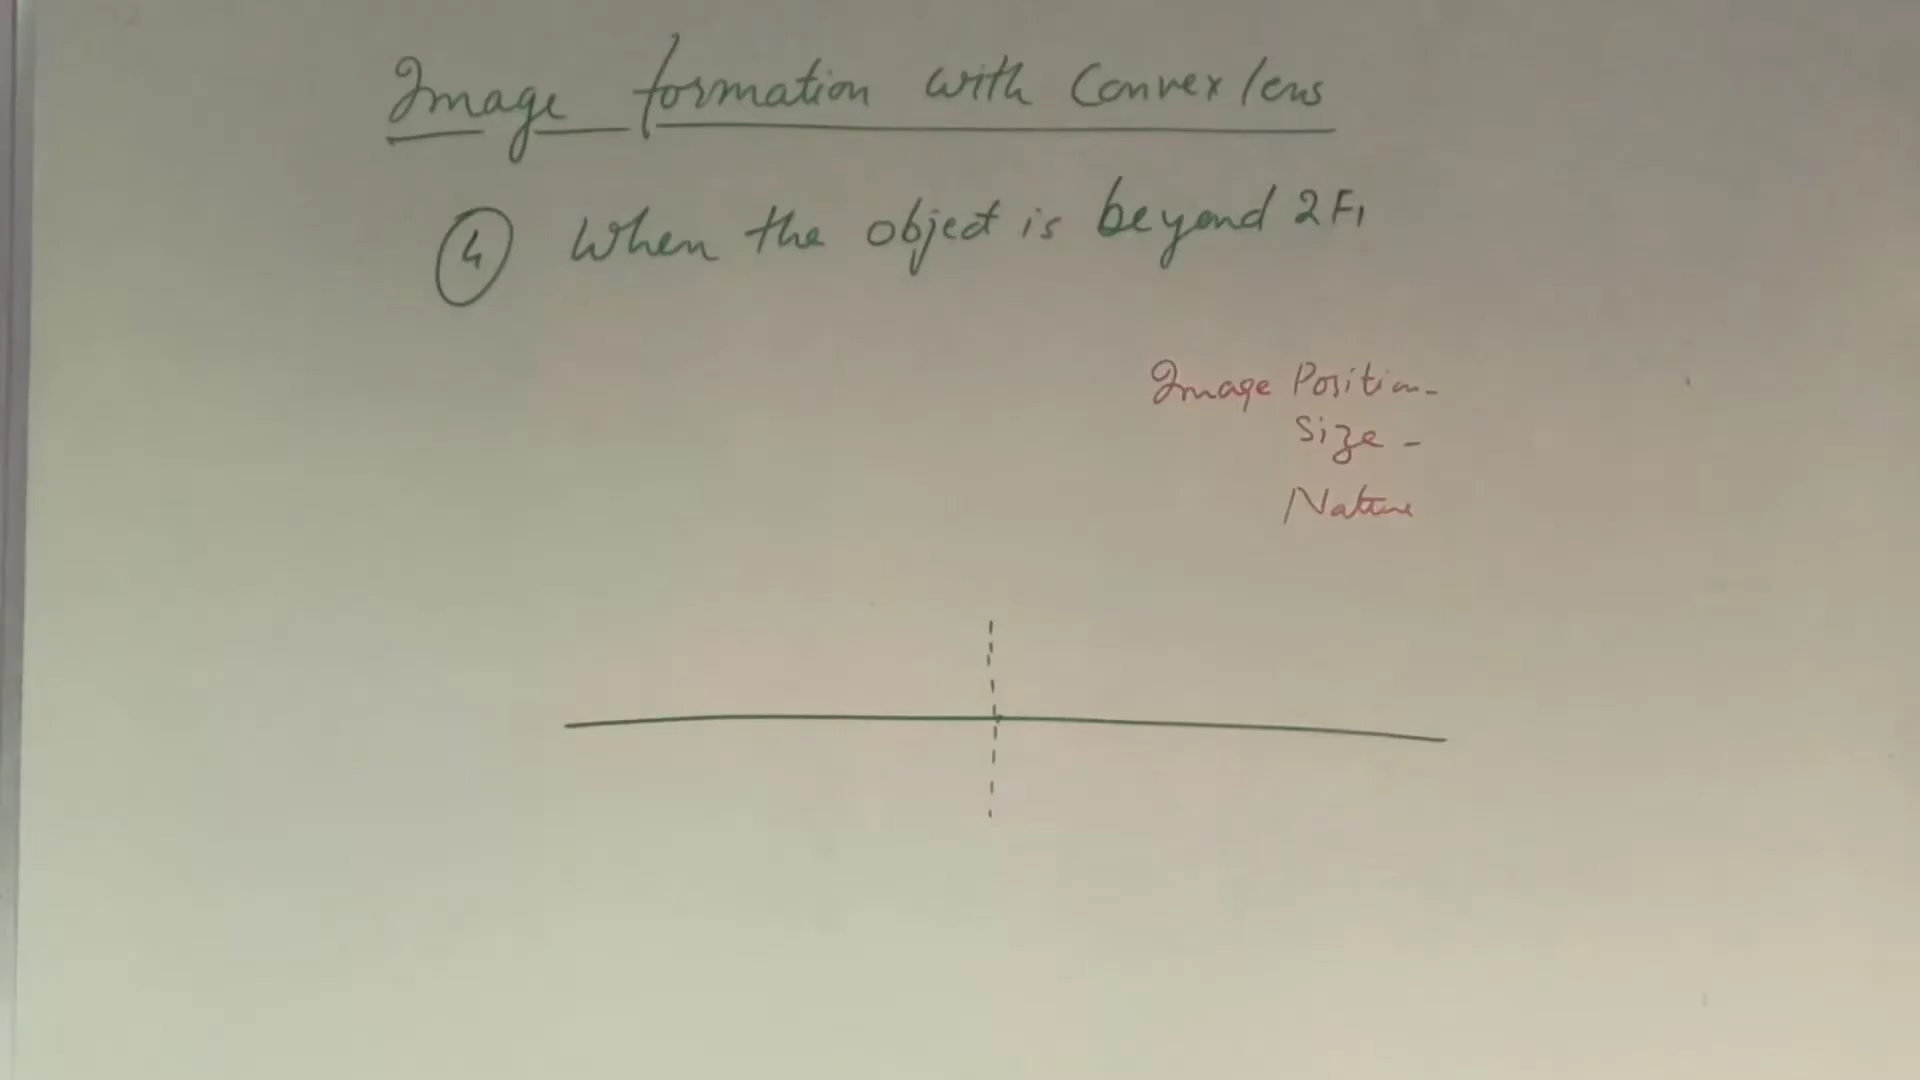 Image formation with Convex lens
4 When the object is beyond 2F1
Image Position-
Size -
Nature